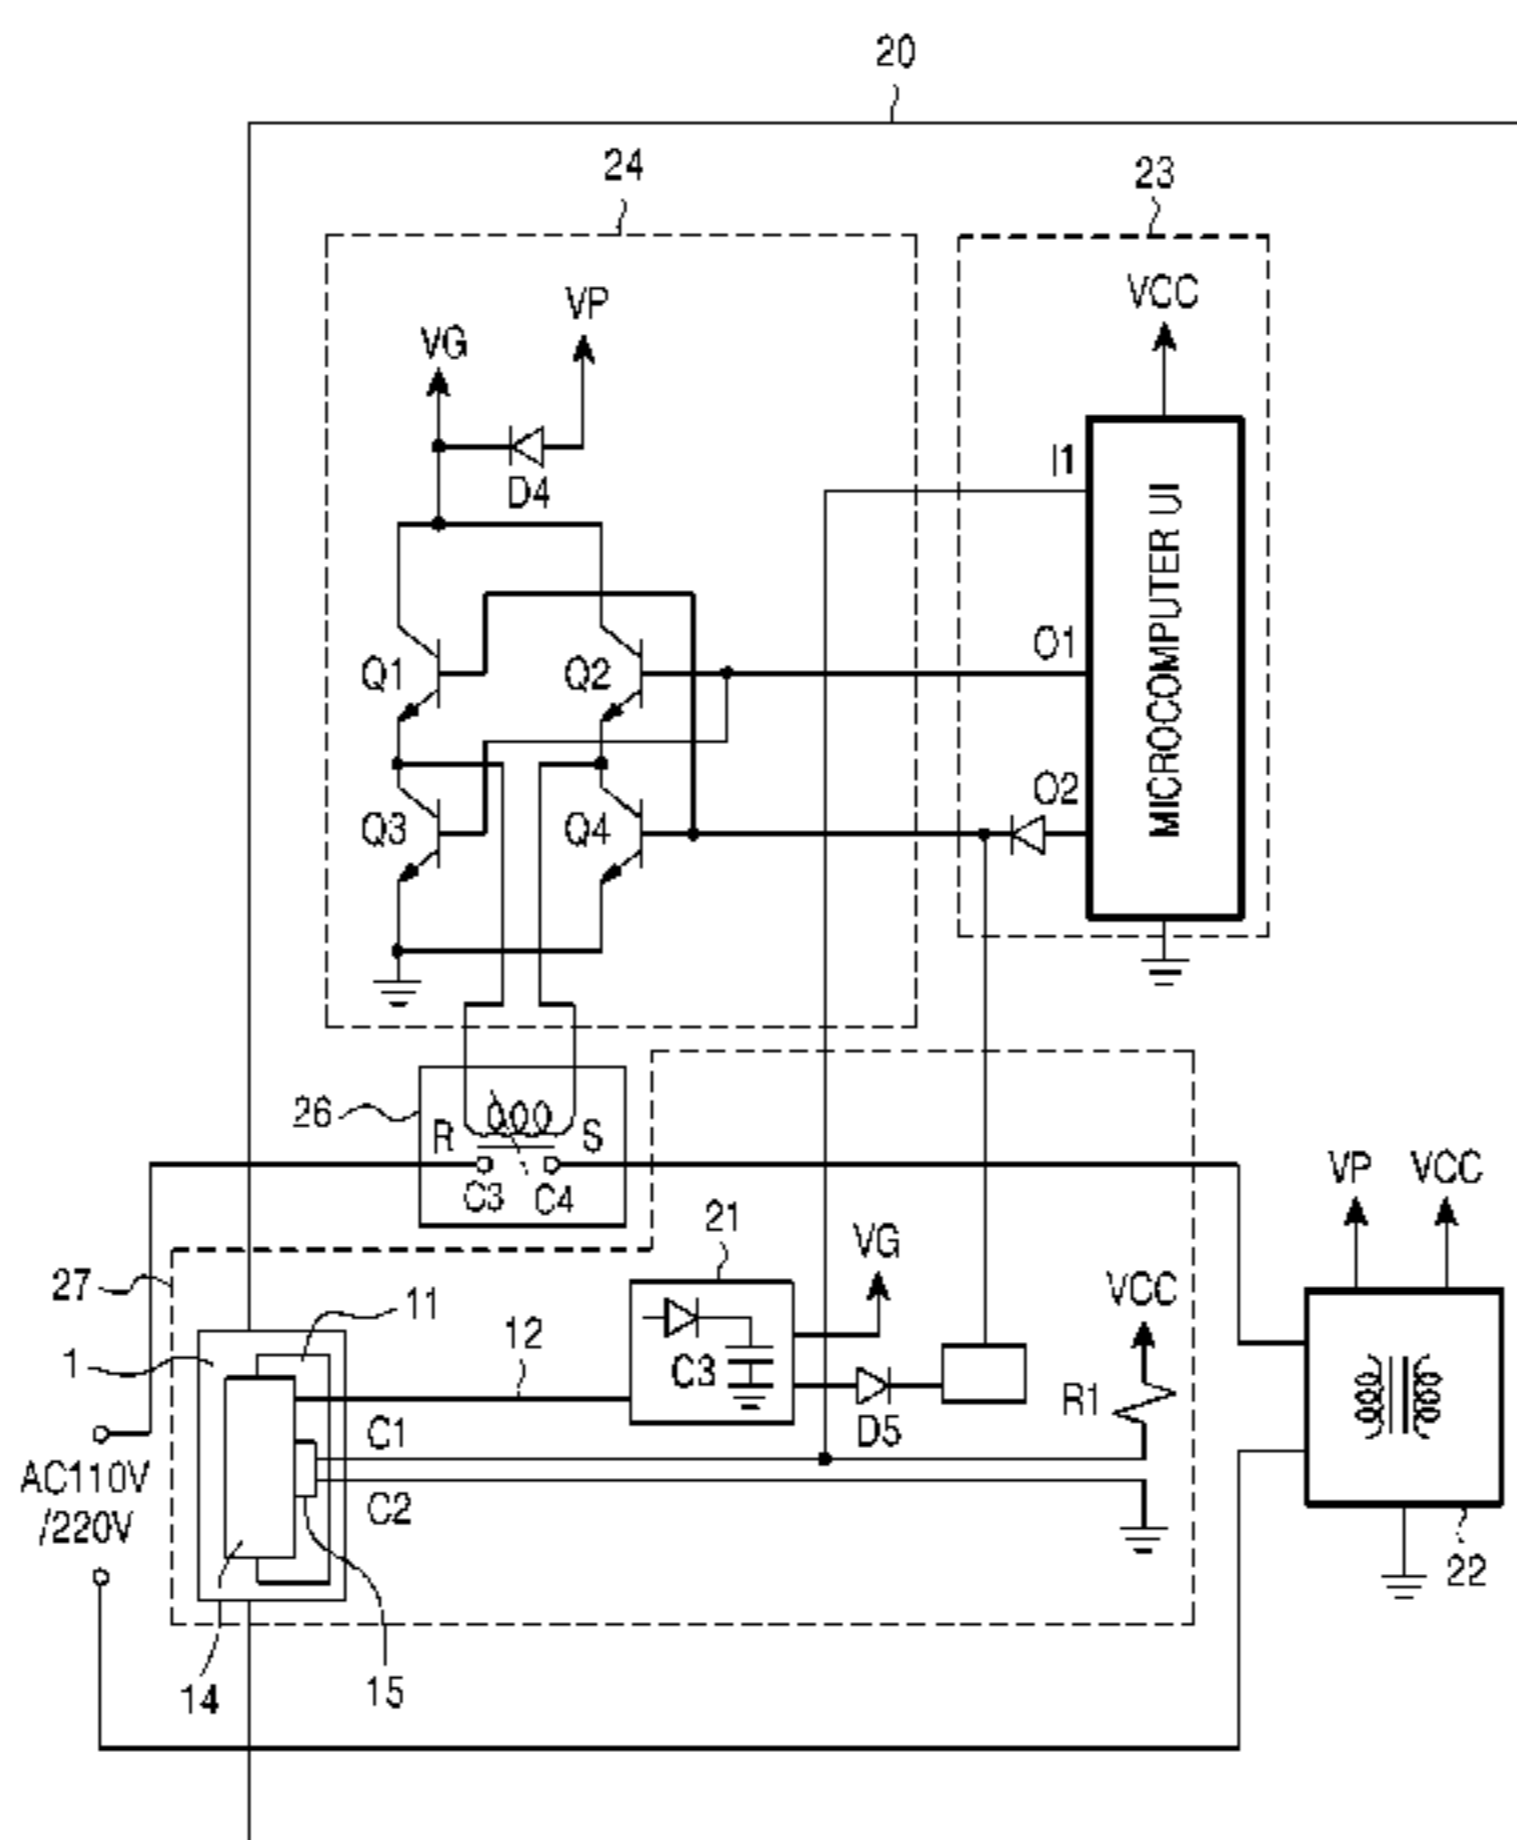 20
24
23
VP
VCC
VG
I1
D4
MICROCOMPUTER UI
O1
Q1
Q2
O2
Q3
Q4
26
R
S
C3
C4
VP
VCC
21
VG
27
11
VCC
12
1
C3
R1
C1
D5
AC110V
/220V
C2
22
14
15